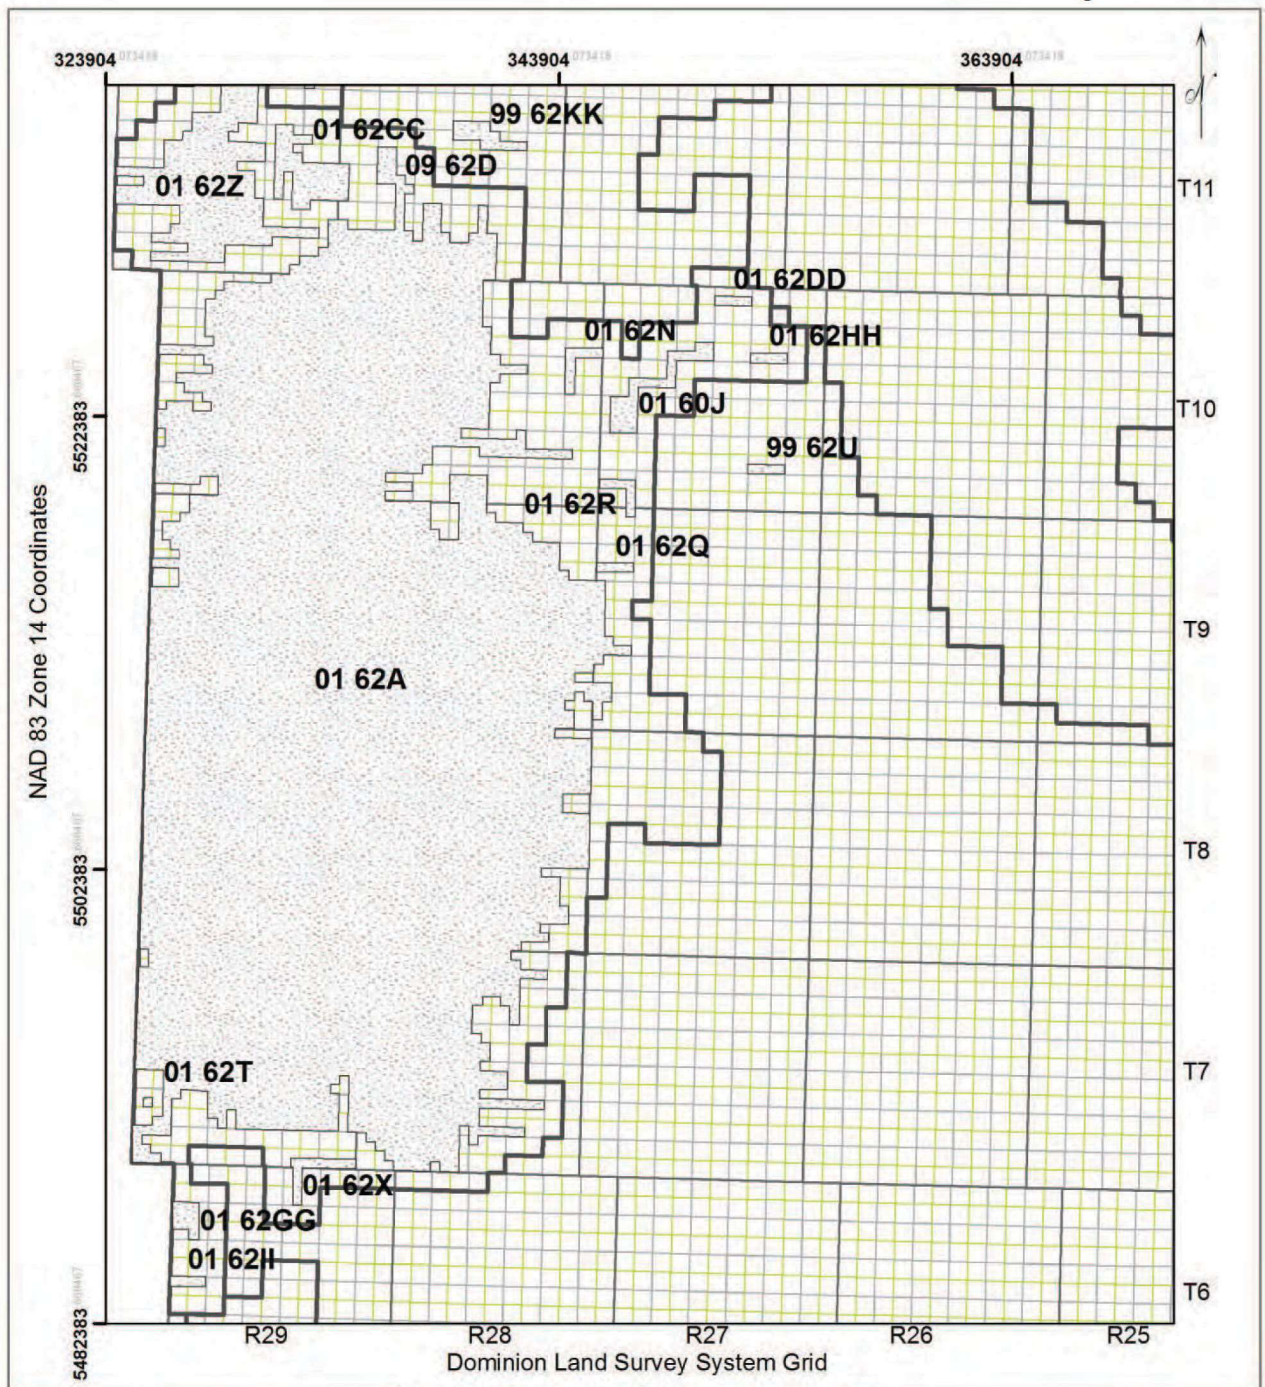 323904
343904
363904
99 62KK
01 62CC
09 62D
01 62Z
T11
01 62DD
01 62N
01 62HH
01 60J
T10
5522383
99 62U
01 62R
01 62Q
NAD 83 Zone 14 Coordinates
T9
01 62A
T8
5502383
01 62T
T7
01 62X
01 62GG
01 62II
T6
5482383
R29
R28
R27
R26
R25
Dominion Land Survey System Grid